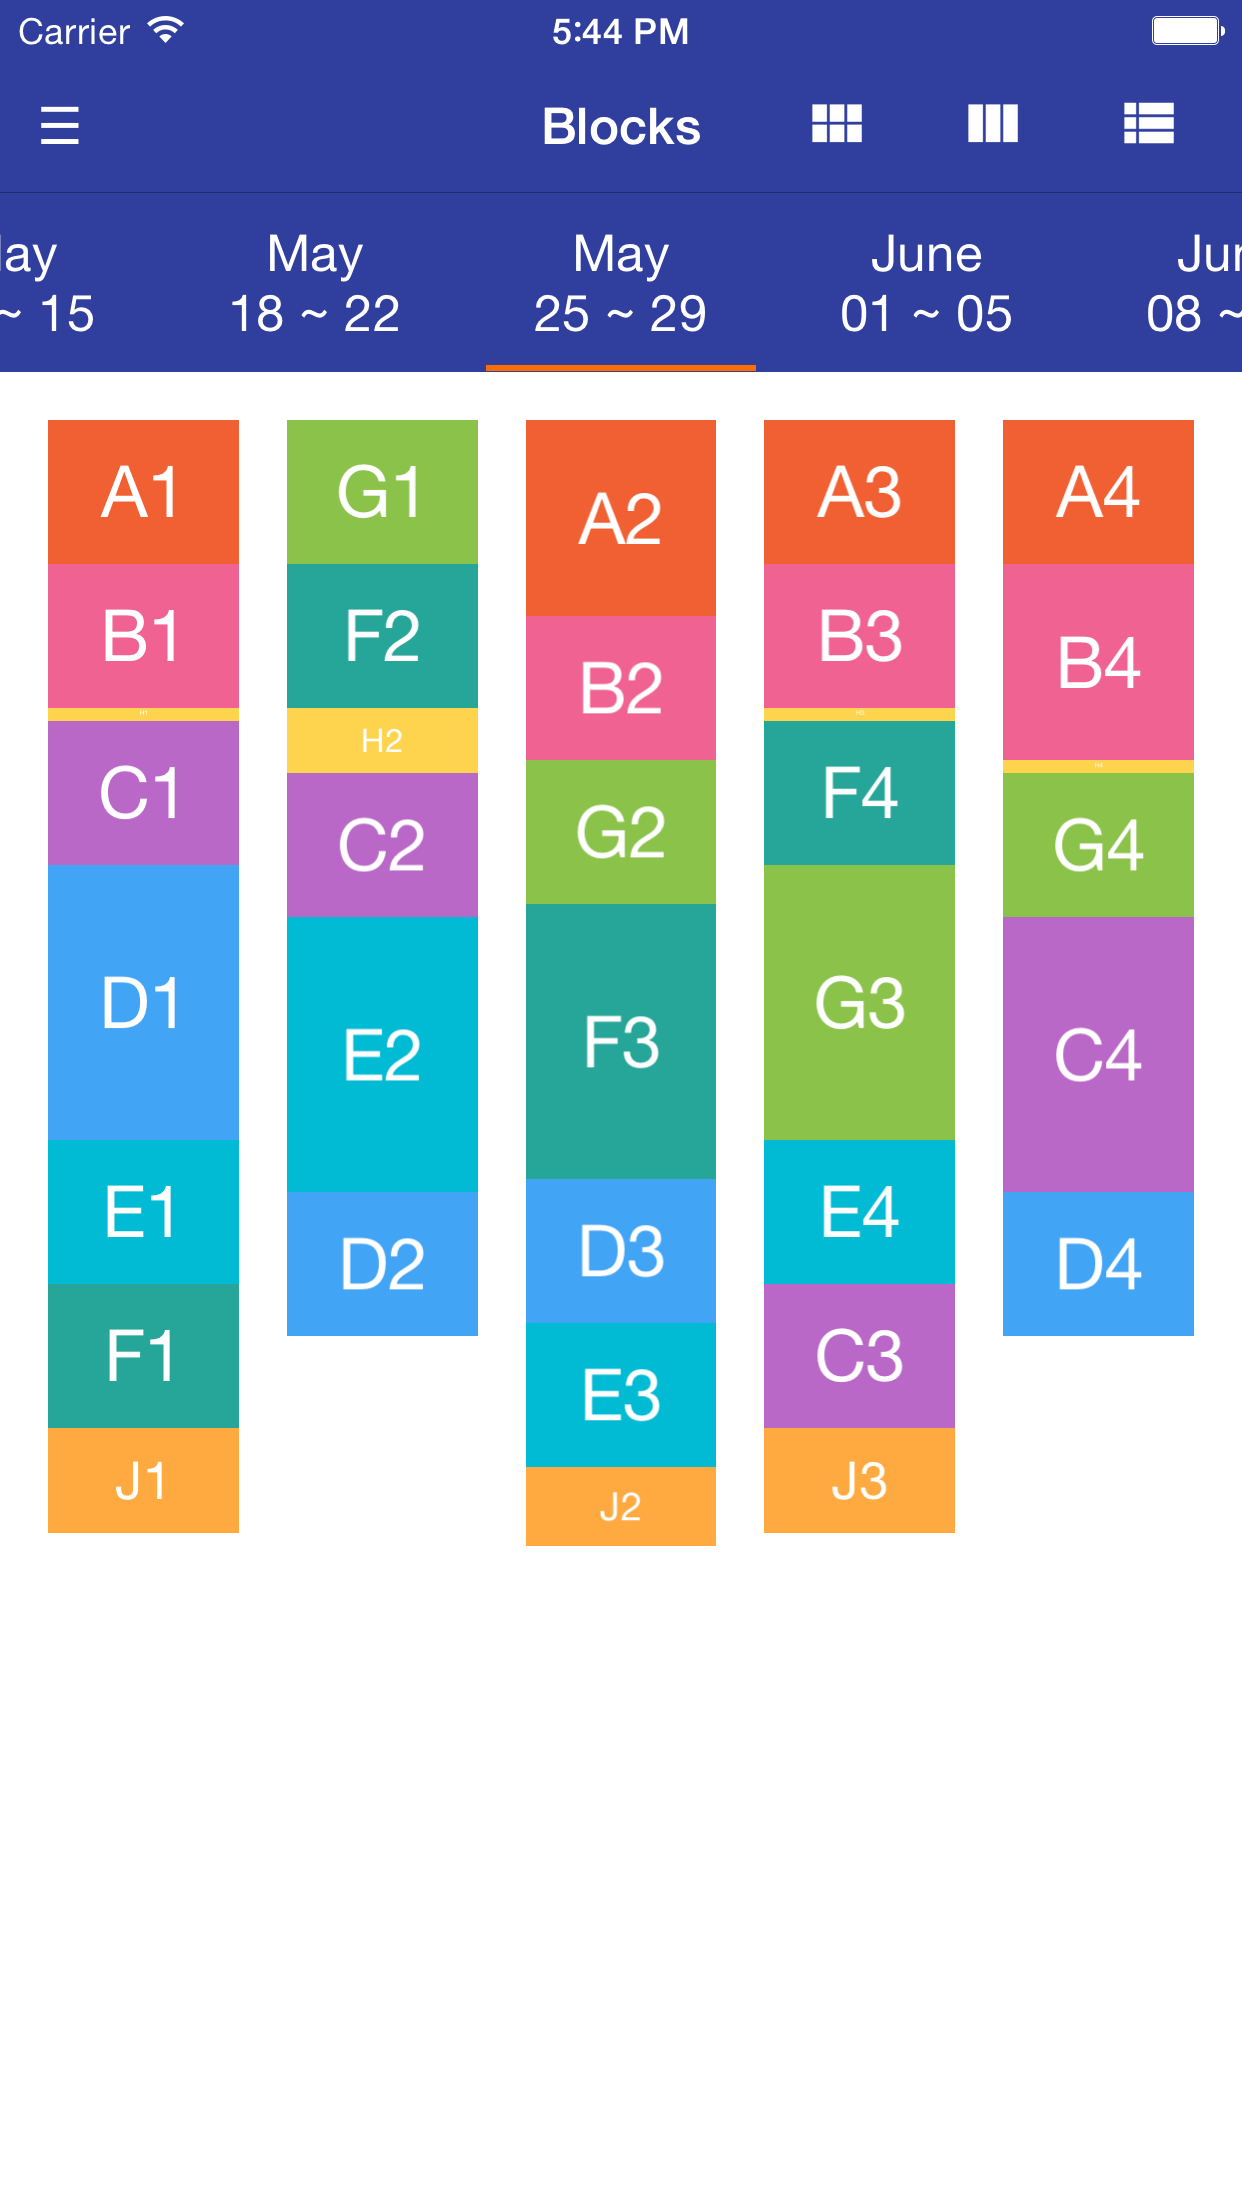 Carrier 5:44 PM
Blocks
May May June
~ 15 18 ~ 22 25 ~ 29 01 ~ 05 08 ~
A1
B1
H1
C1
D1
E1
F1
J1
G1
F2
H2
C2
E2
D2
A2
B2
G2
F3
D3
E3
J2
A3
B3
H3
F4
G3
E4
C3
J3
A4
B4
H4
G4
C4
D4